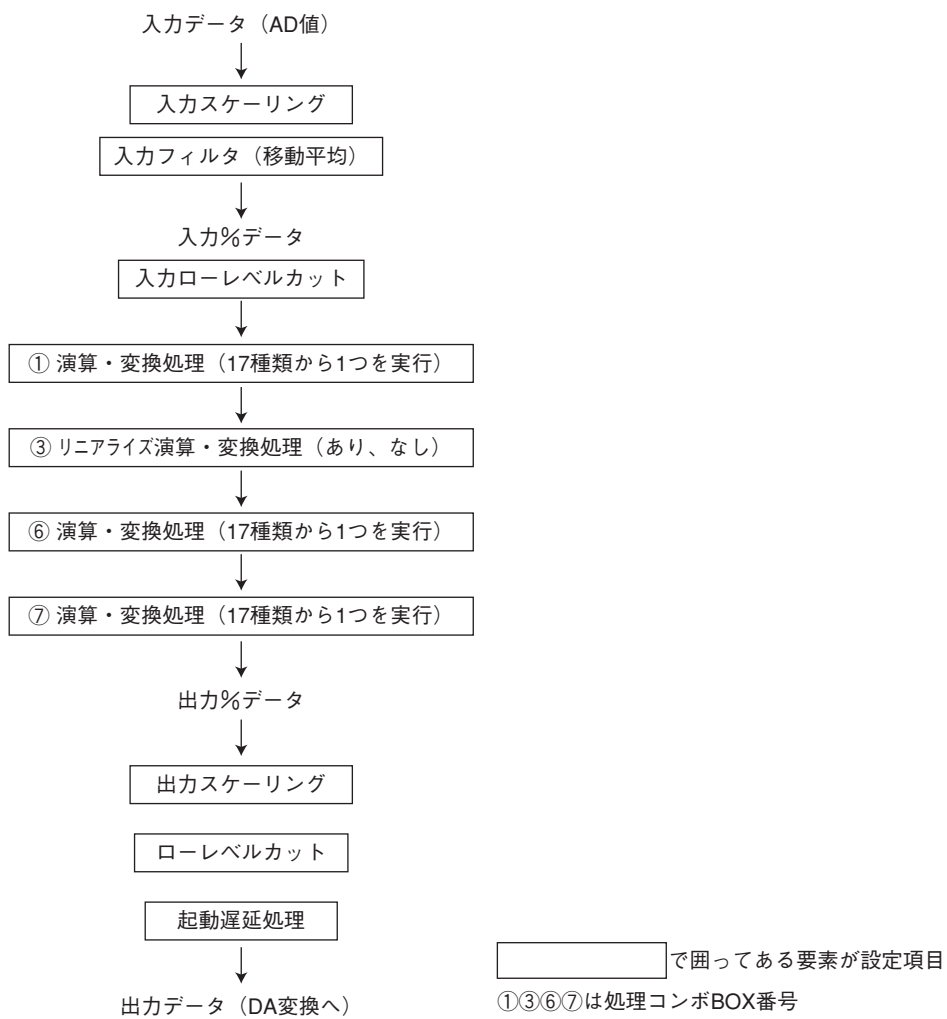 入力データ（AD値）
入力スケーリング
入力フィルタ（移動平均）
入力％データ
入力ローレベルカット
① 演算・変換処理（17種類から1つを実行）
③ リニアライズ演算・変換処理（あり、なし）
⑥ 演算・変換処理（17種類から1つを実行）
⑦ 演算・変換処理（17種類から1つを実行）
出力％データ
出力スケーリング
ローレベルカット
起動遅延処理
出力データ（DA変換へ）
で囲ってある要素が設定項目
①③⑥⑦は処理コンボBOX番号